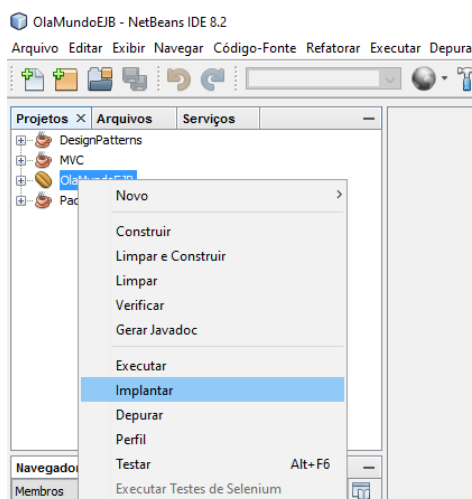 OlaMundoEJB - NetBeans IDE 8.2
Arquivo Editar Exibir Navegar Código-Fonte Refatorar Executar Depura
Projetos × Arquivos Serviços
DesignPatterns
MVC
OlaMundoEJB
Pac
Novo
Construir
Limpar e Construir
Limpar
Verificar
Gerar Javadoc
Executar
Implantar
Depurar
Perfil
Testar Alt+F6
Executar Testes de Selenium
Navegado
Membros